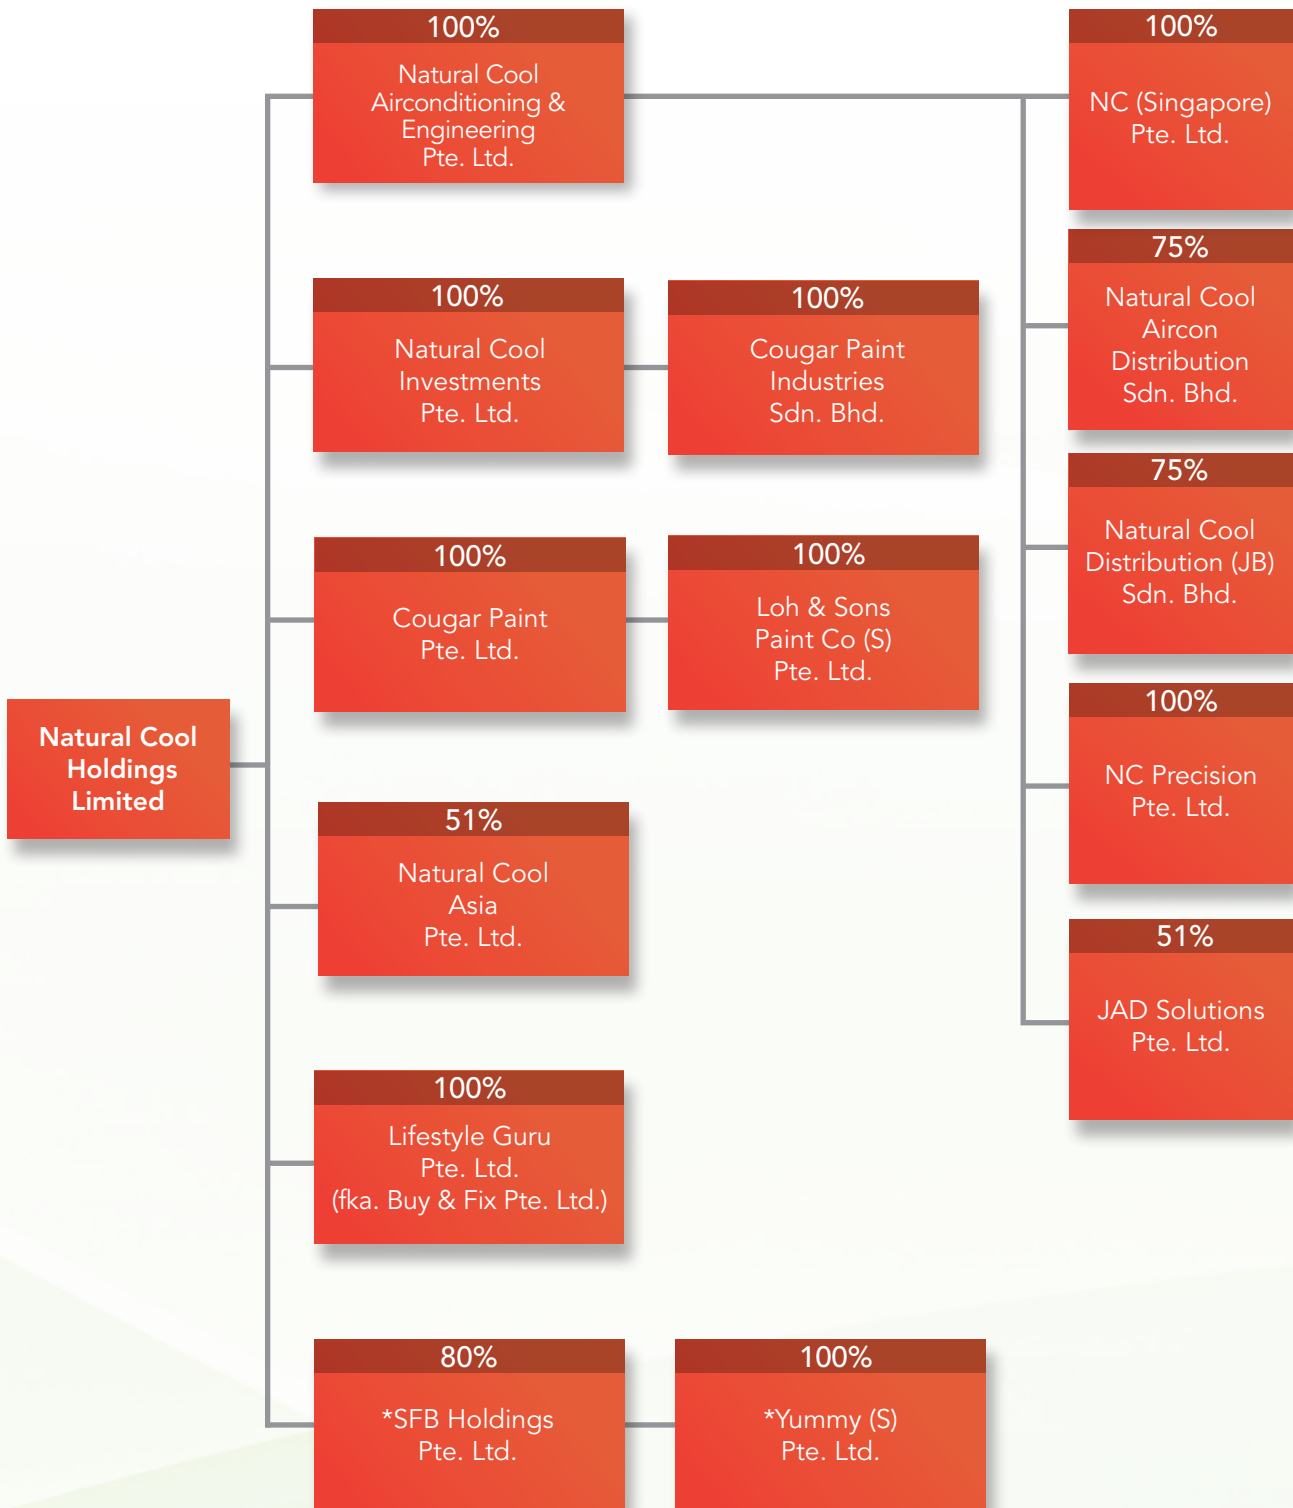 Natural Cool
Holdings
Limited
100%
Natural Cool
Airconditioning &
Engineering
Pte. Ltd.
100%
Natural Cool
Investments
Pte. Ltd.
100%
Cougar Paint
Industries
Sdn. Bhd.
100%
Cougar Paint
Pte. Ltd.
100%
Loh & Sons
Paint Co (S)
Pte. Ltd.
51%
Natural Cool
Asia
Pte. Ltd.
100%
Lifestyle Guru
Pte. Ltd.
(fka. Buy & Fix Pte. Ltd.)
80%
*SFB Holdings
Pte. Ltd.
100%
*Yummy (S)
Pte. Ltd.
100%
NC (Singapore)
Pte. Ltd.
75%
Natural Cool
Aircon
Distribution
Sdn. Bhd.
75%
Natural Cool
Distribution (JB)
Sdn. Bhd.
100%
NC Precision
Pte. Ltd.
51%
JAD Solutions
Pte. Ltd.